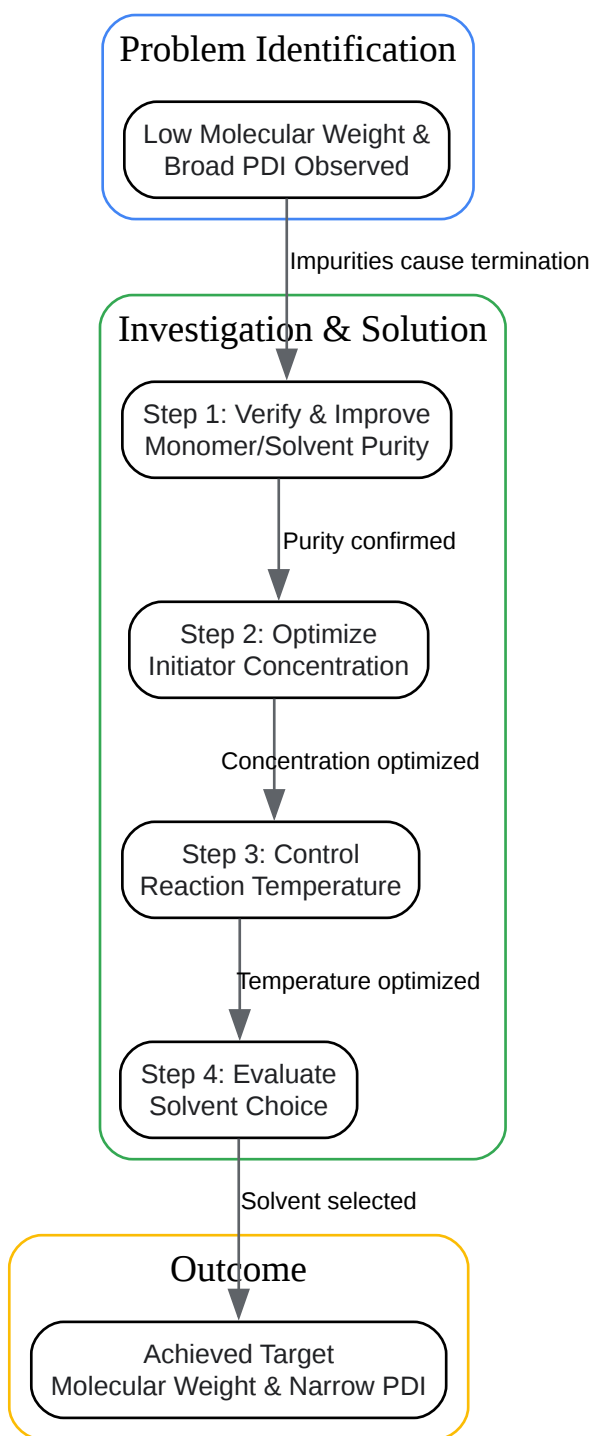 Problem Identification
Low Molecular Weight &
Broad PDI Observed
Impurities cause termination
Investigation & Solution
Step 1: Verify & Improve
Monomer/Solvent Purity
Purity confirmed
Step 2: Optimize
Initiator Concentration
Concentration optimized
Step 3: Control
Reaction Temperature
Temperature optimized
Step 4: Evaluate
Solvent Choice
Solvent selected
Outcome
Achieved Target
Molecular Weight & Narrow PDI